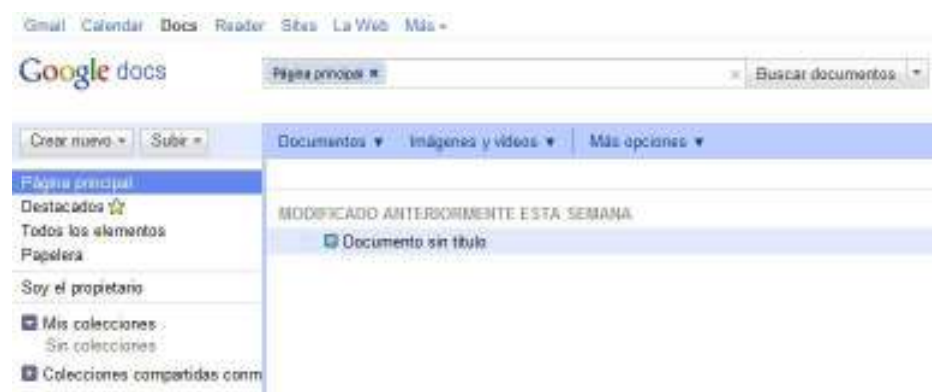 Gmail Calendar Docs Reader Sites La Web Más
Google docs
Página principal
Buscar documentos
Crear nuevo Subir
Documentos Imágenes y vídeos Más opciones
Página principal
Destacados
Todos los elementos
Papelera
Soy el propietario
Mis colecciones
Sin colecciones
Colecciones compartidas conm
MODIFICADO ANTERIORMENTE ESTA SEMANA
Documento sin título